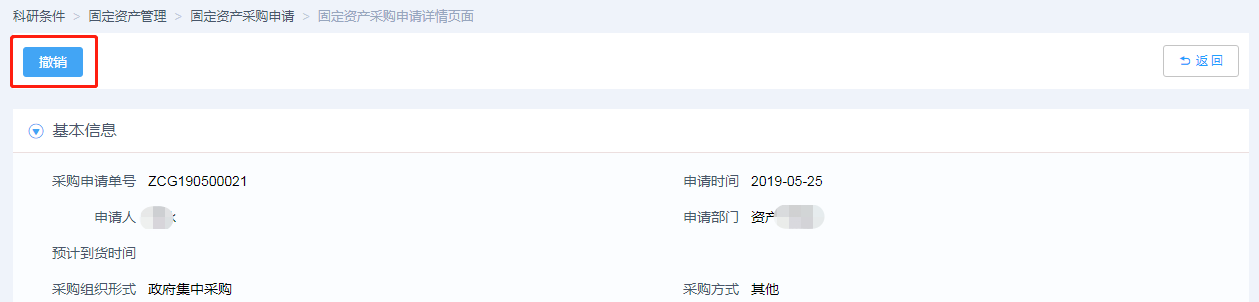 科研条件 > 固定资产管理 > 固定资产采购申请 > 固定资产采购申请详情页面
撤销 返回
基本信息
采购申请单号 ZCG190500021 申请时间 2019-05-25
申请人 申请部门 资产
预计到货时间
采购组织形式 政府集中采购 采购方式 其他